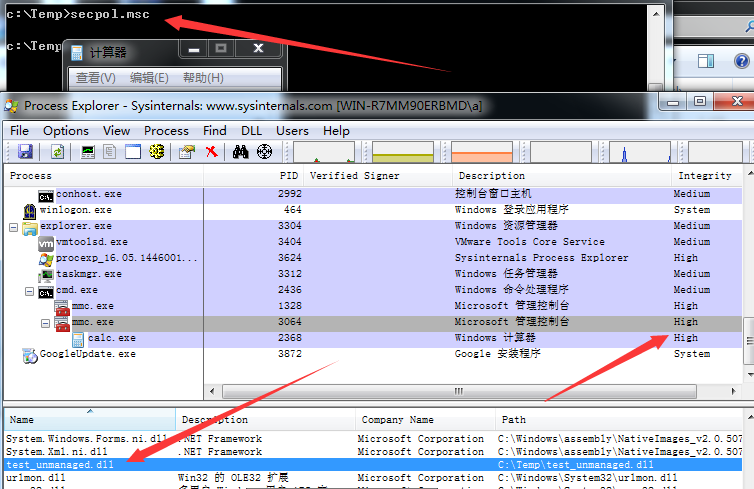 c:\Temp>secpol.msc
c:\Temp
计算器
查看(V) 编辑(E) 帮助(H)
Process Explorer - Sysinternals: www.sysinternals.com [WIN-R7MM90ERBMD\a]
File Options View Process Find DLL Users Help
Process PID Verified Signer Description Integrity
conhost.exe 2992 控制台窗口主机 Medium
winlogon.exe 464 Windows 登录应用程序 System
explorer.exe 3304 Windows 资源管理器 Medium
vmtoolsd.exe 3404 VMware Tools Core Service Medium
procexp_16.05.1446001... 3624 Sysinternals Process Explorer High
taskmgr.exe 3312 Windows 任务管理器 Medium
cmd.exe 2436 Windows 命令处理程序 Medium
mmc.exe 1328 Microsoft 管理控制台 High
mmc.exe 3064 Microsoft 管理控制台 High
calc.exe 2368 Windows 计算器 High
GoogleUpdate.exe 3872 Google 安装程序 System
Name Description Company Name Path
System.Windows.Forms.ni.dll .NET Framework Microsoft Corporation C:\Windows\assembly\NativeImages_v2.0.507
System.Xml.ni.dll .NET Framework Microsoft Corporation C:\Windows\assembly\NativeImages_v2.0.507
test_unmanaged.dll C:\Temp\test_unmanaged.dll
urlmon.dll Win32 的 OLE32 扩展 Microsoft Corporation C:\Windows\System32\urlmon.dll